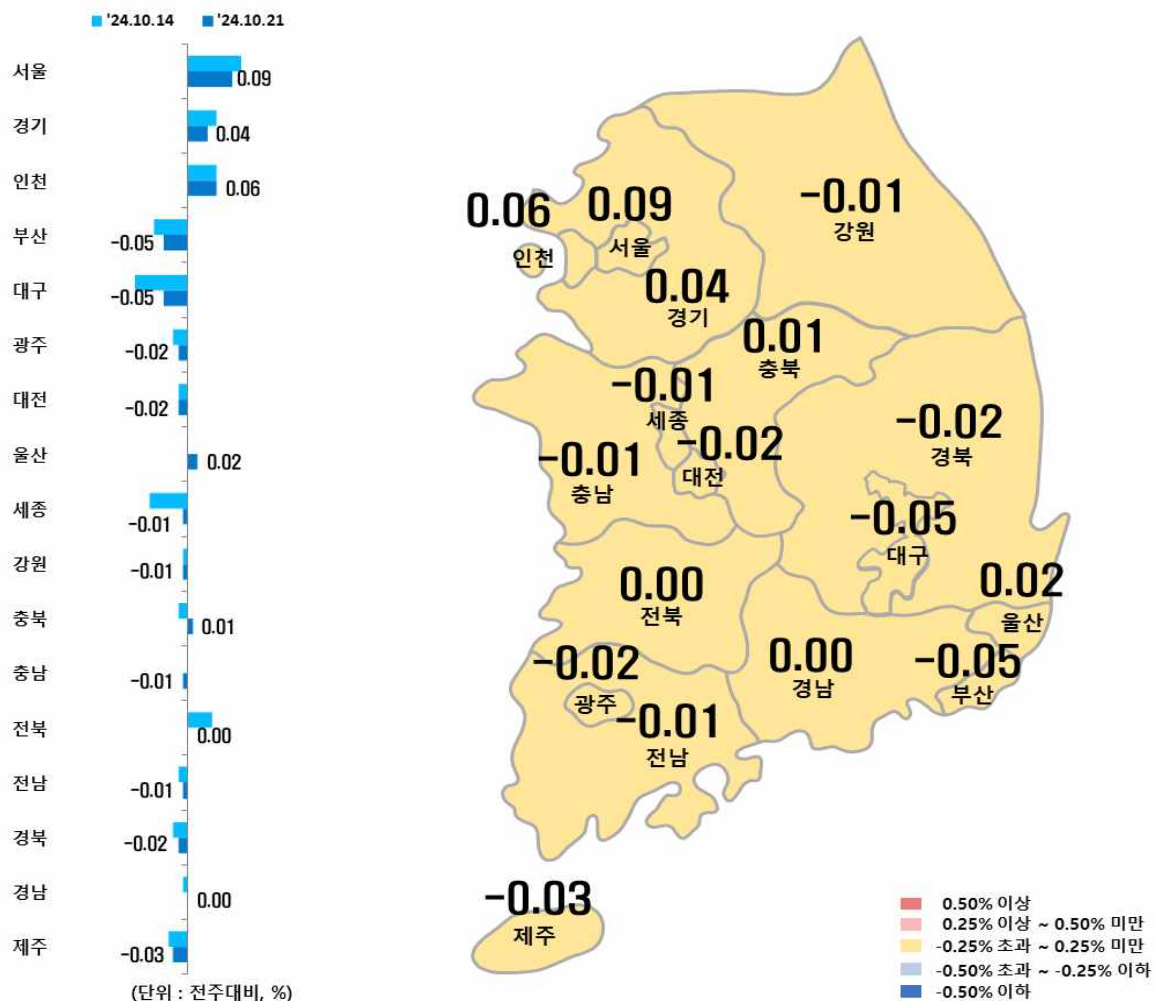 '24.10.14 '24.10.21
서울 0.09
경기 0.04
인천 0.06
부산 -0.05
대구 -0.05
광주 -0.02
대전 -0.02
울산 0.02
세종 -0.01
강원 -0.01
충북 0.01
충남 -0.01
전북 0.00
전남 -0.01
경북 -0.02
경남 0.00
제주 -0.03
(단위 : 전주대비, %)
0.06
인천
0.09
서울
-0.01
강원
0.04
경기
0.01
충북
-0.01
세종
-0.02
대전
-0.01
충남
-0.02
경북
-0.05
대구
0.02
울산
0.00
전북
0.00
경남
-0.05
부산
-0.02
광주
-0.01
전남
-0.03
제주
0.50% 이상
0.25% 이상 ~ 0.50% 미만
-0.25% 초과 ~ 0.25% 미만
-0.50% 초과 ~ -0.25% 이하
-0.50% 이하